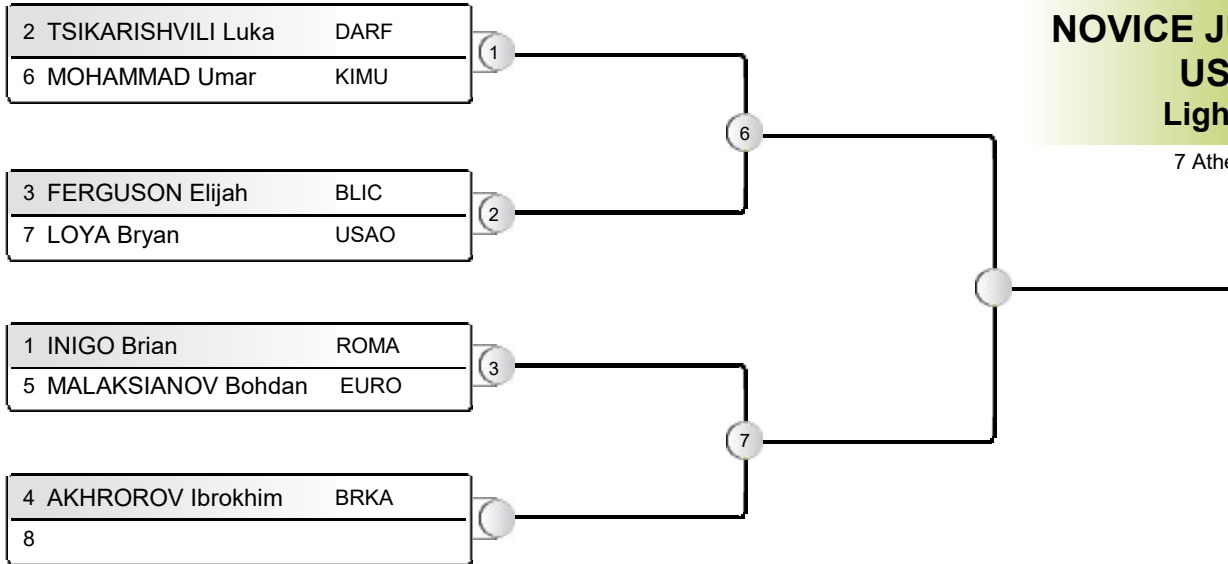 2 TSIKARISHVILI Luka DARF
6 MOHAMMAD Umar KIMU
1
3 FERGUSON Elijah BLIC
7 LOYA Bryan USAO
2
1 INIGO Brian ROMA
5 MALAKSIANOV Bohdan EURO
3
4 AKHROROV Ibrokhim BRKA
8
6
7
NOVICE J
US
Ligh
7 Athe